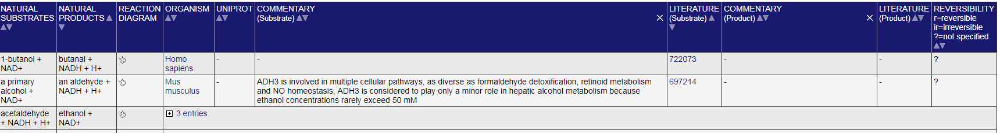 NATURAL SUBSTRATES ▲▼
NATURAL PRODUCTS ▲▼
REACTION DIAGRAM
ORGANISM ▲▼
UNIPROT ▲▼
COMMENTARY (Substrate) ▲▼ ×
LITERATURE (Substrate) ▲▼
COMMENTARY (Product) ▲▼ ×
LITERATURE (Product) ▲▼
REVERSIBILITY
r=reversible
ir=irreversible
?=not specified
▲▼
1-butanol +
NAD+
butanal +
NADH + H+
Homo
sapiens
-
-
722073
-
-
?
a primary
alcohol +
NAD+
an aldehyde +
NADH + H+
Mus
musculus
-
ADH3 is involved in multiple cellular pathways, as diverse as formaldehyde detoxification, retinoid metabolism
and NO homeostasis, ADH3 is considered to play only a minor role in hepatic alcohol metabolism because
ethanol concentrations rarely exceed 50 mM
697214
-
-
?
acetaldehyde
+ NADH + H+
ethanol +
NAD+
3 entries